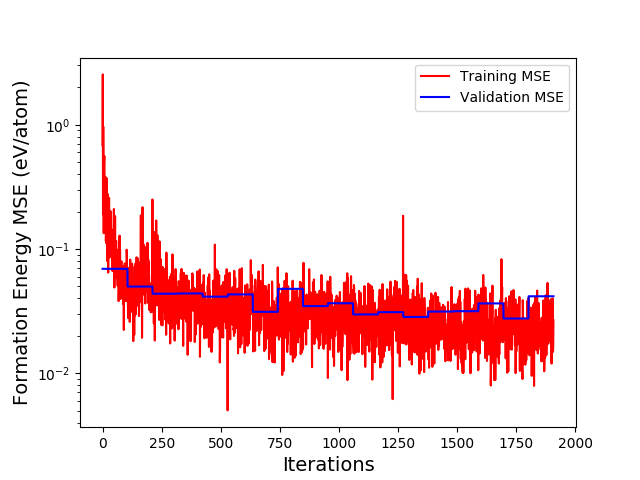 Training MSE
Validation MSE
Formation Energy MSE (eV/atom)
10⁰
10⁻¹
10⁻²
0 250 500 750 1000 1250 1500 1750 2000
Iterations